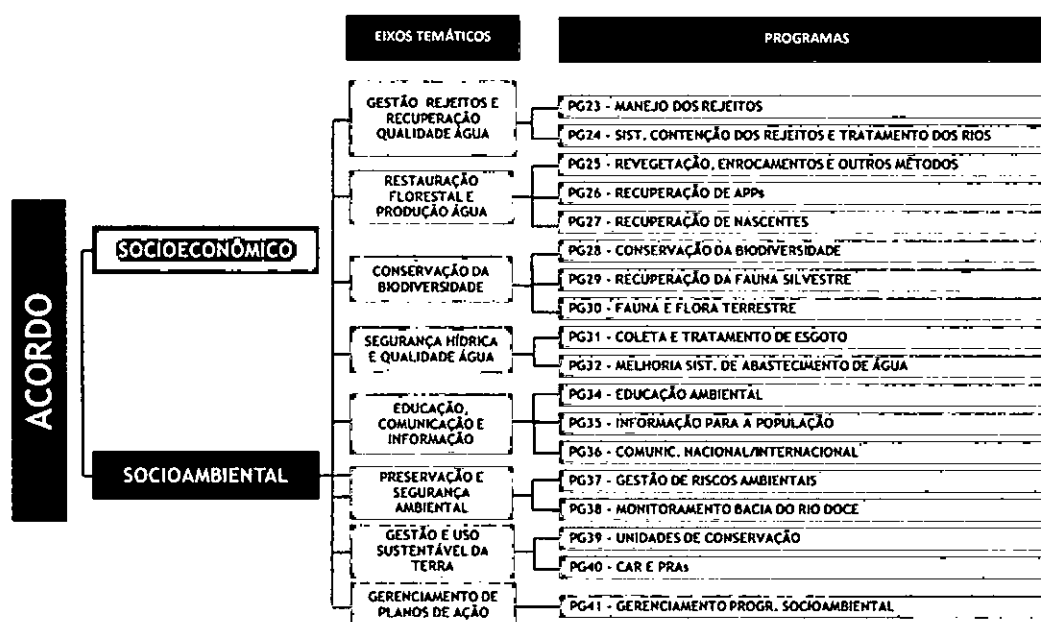 EIXOS TEMÁTICOS
PROGRAMAS
ACORDO
SOCIOECONÔMICO
SOCIOAMBIENTAL
GESTÃO REJEITOS E
RECUPERAÇÃO
QUALIDADE ÁGUA
PG23 - MANEJO DOS REJEITOS
PG24 - SIST. CONTENÇÃO DOS REJEITOS E TRATAMENTO DOS RIOS
RESTAURAÇÃO
FLORESTAL E
PRODUÇÃO ÁGUA
PG25 - REVEGETAÇÃO, ENROCAMENTOS E OUTROS MÉTODOS
PG26 - RECUPERAÇÃO DE APPs
PG27 - RECUPERAÇÃO DE NASCENTES
CONSERVAÇÃO DA
BIODIVERSIDADE
PG28 - CONSERVAÇÃO DA BIODIVERSIDADE
PG29 - RECUPERAÇÃO DA FAUNA SILVESTRE
PG30 - FAUNA E FLORA TERRESTRE
SEGURANÇA HÍDRICA
E QUALIDADE ÁGUA
PG31 - COLETA E TRATAMENTO DE ESGOTO
PG32 - MELHORIA SIST. DE ABASTECIMENTO DE ÁGUA
EDUCAÇÃO,
COMUNICAÇÃO E
INFORMAÇÃO
PG34 - EDUCAÇÃO AMBIENTAL
PG35 - INFORMAÇÃO PARA A POPULAÇÃO
PG36 - COMUNIC. NACIONAL/INTERNACIONAL
PRESERVAÇÃO E
SEGURANÇA
AMBIENTAL
PG37 - GESTÃO DE RISCOS AMBIENTAIS
PG38 - MONITORAMENTO BACIA DO RIO DOCE
GESTÃO E USO
SUSTENTÁVEL DA
TERRA
PG39 - UNIDADES DE CONSERVAÇÃO
PG40 - CAR E PRAs
GERENCIAMENTO DE
PLANOS DE AÇÃO
PG41 - GERENCIAMENTO PROGR. SOCIOAMBIENTAL